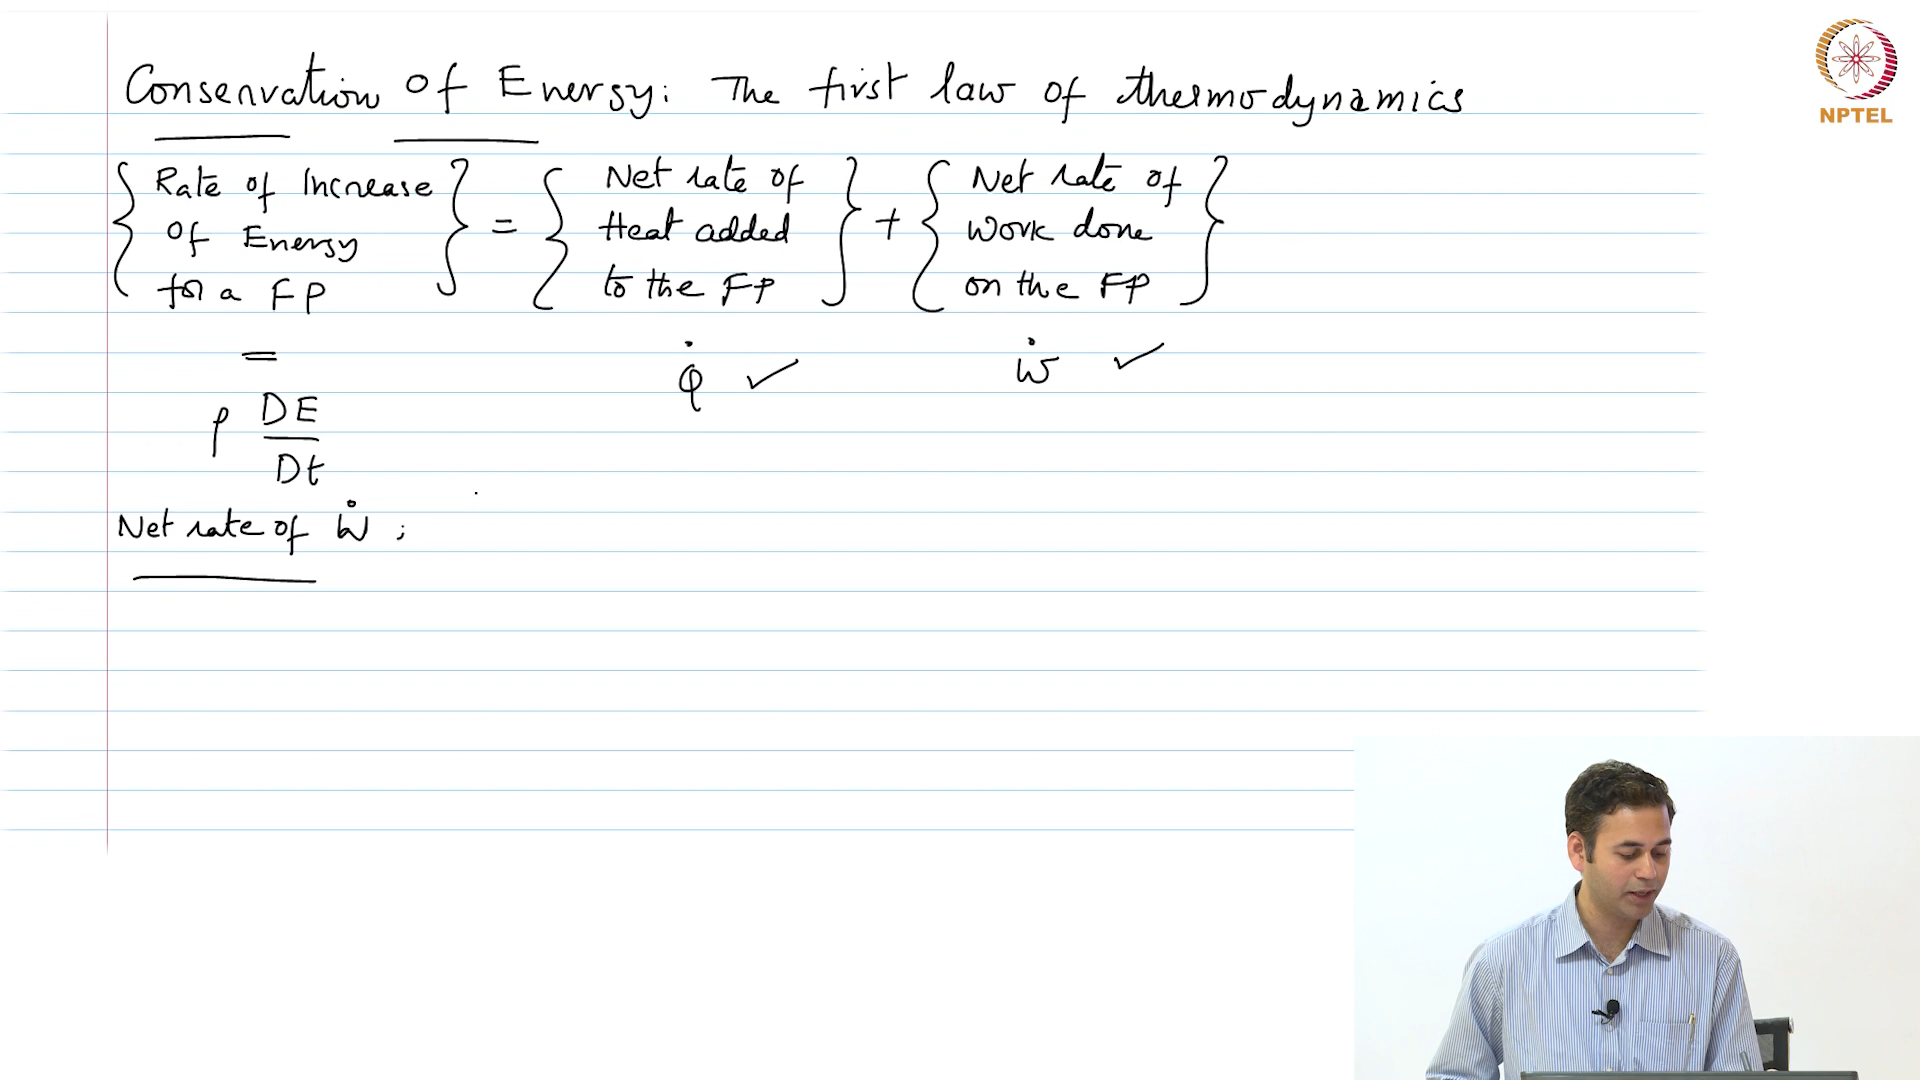 Conservation of Energy: The first law of thermodynamics
{ Rate of Increase of Energy for a FP } = { Net rate of Heat added to the FP } + { Net rate of Work done on the FP }
= Q̇ ✓ Ẇ ✓
ρ DE/Dt
Net rate of Ẇ ;
NPTEL